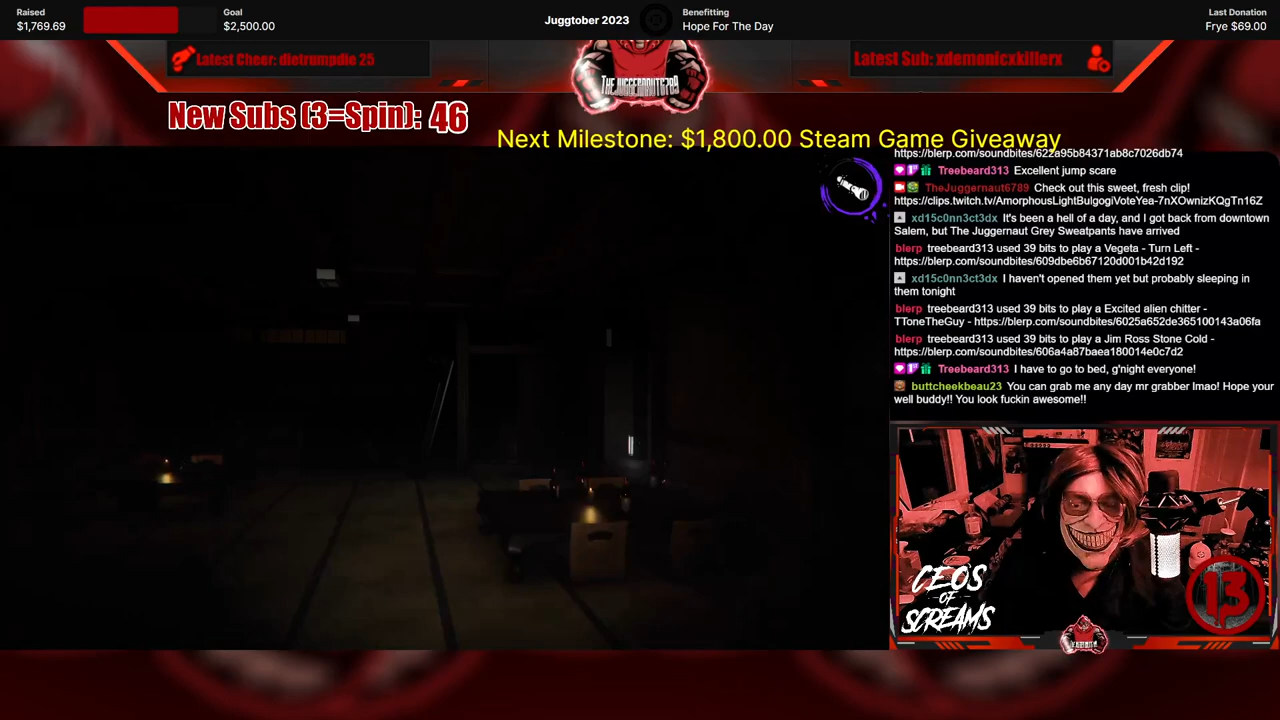 Raised
$1,769.69
Goal
$2,500.00
Juggtober 2023
Benefitting
Hope For The Day
Last Donation
Frye $69.00
Latest Cheer: dietrumpdie 25
THEJUGGERNAUT6789
Latest Sub: xdemonicxkillerx
New Subs (3=Spin): 46
Next Milestone: $1,800.00 Steam Game Giveaway
https://blerp.com/soundbites/622a95b84371ab8c7026db74
Treebeard313 Excellent jump scare
TheJuggernaut6789 Check out this sweet, fresh clip!
https://clips.twitch.tv/AmorphousLightBulgogiVoteYea-7nXOwnizKQgTn16Z
xd15c0nn3ct3dx It's been a hell of a day, and I got back from downtown
Salem, but The Juggernaut Grey Sweatpants have arrived
blerp treebeard313 used 39 bits to play a Vegeta - Turn Left -
https://blerp.com/soundbites/609dbe6b67120d001b42d192
xd15c0nn3ct3dx I haven't opened them yet but probably sleeping in
them tonight
blerp treebeard313 used 39 bits to play a Excited alien chitter -
TToneTheGuy - https://blerp.com/soundbites/6025a652de365100143a06fa
blerp treebeard313 used 39 bits to play a Jim Ross Stone Cold -
https://blerp.com/soundbites/606a4a87baea180014e0c7d2
Treebeard313 I have to go to bed, g'night everyone!
buttcheekbeau23 You can grab me any day mr grabber lmao! Hope your
well buddy!! You look fuckin awesome!!
CEOS
OF
SCREAMS
13